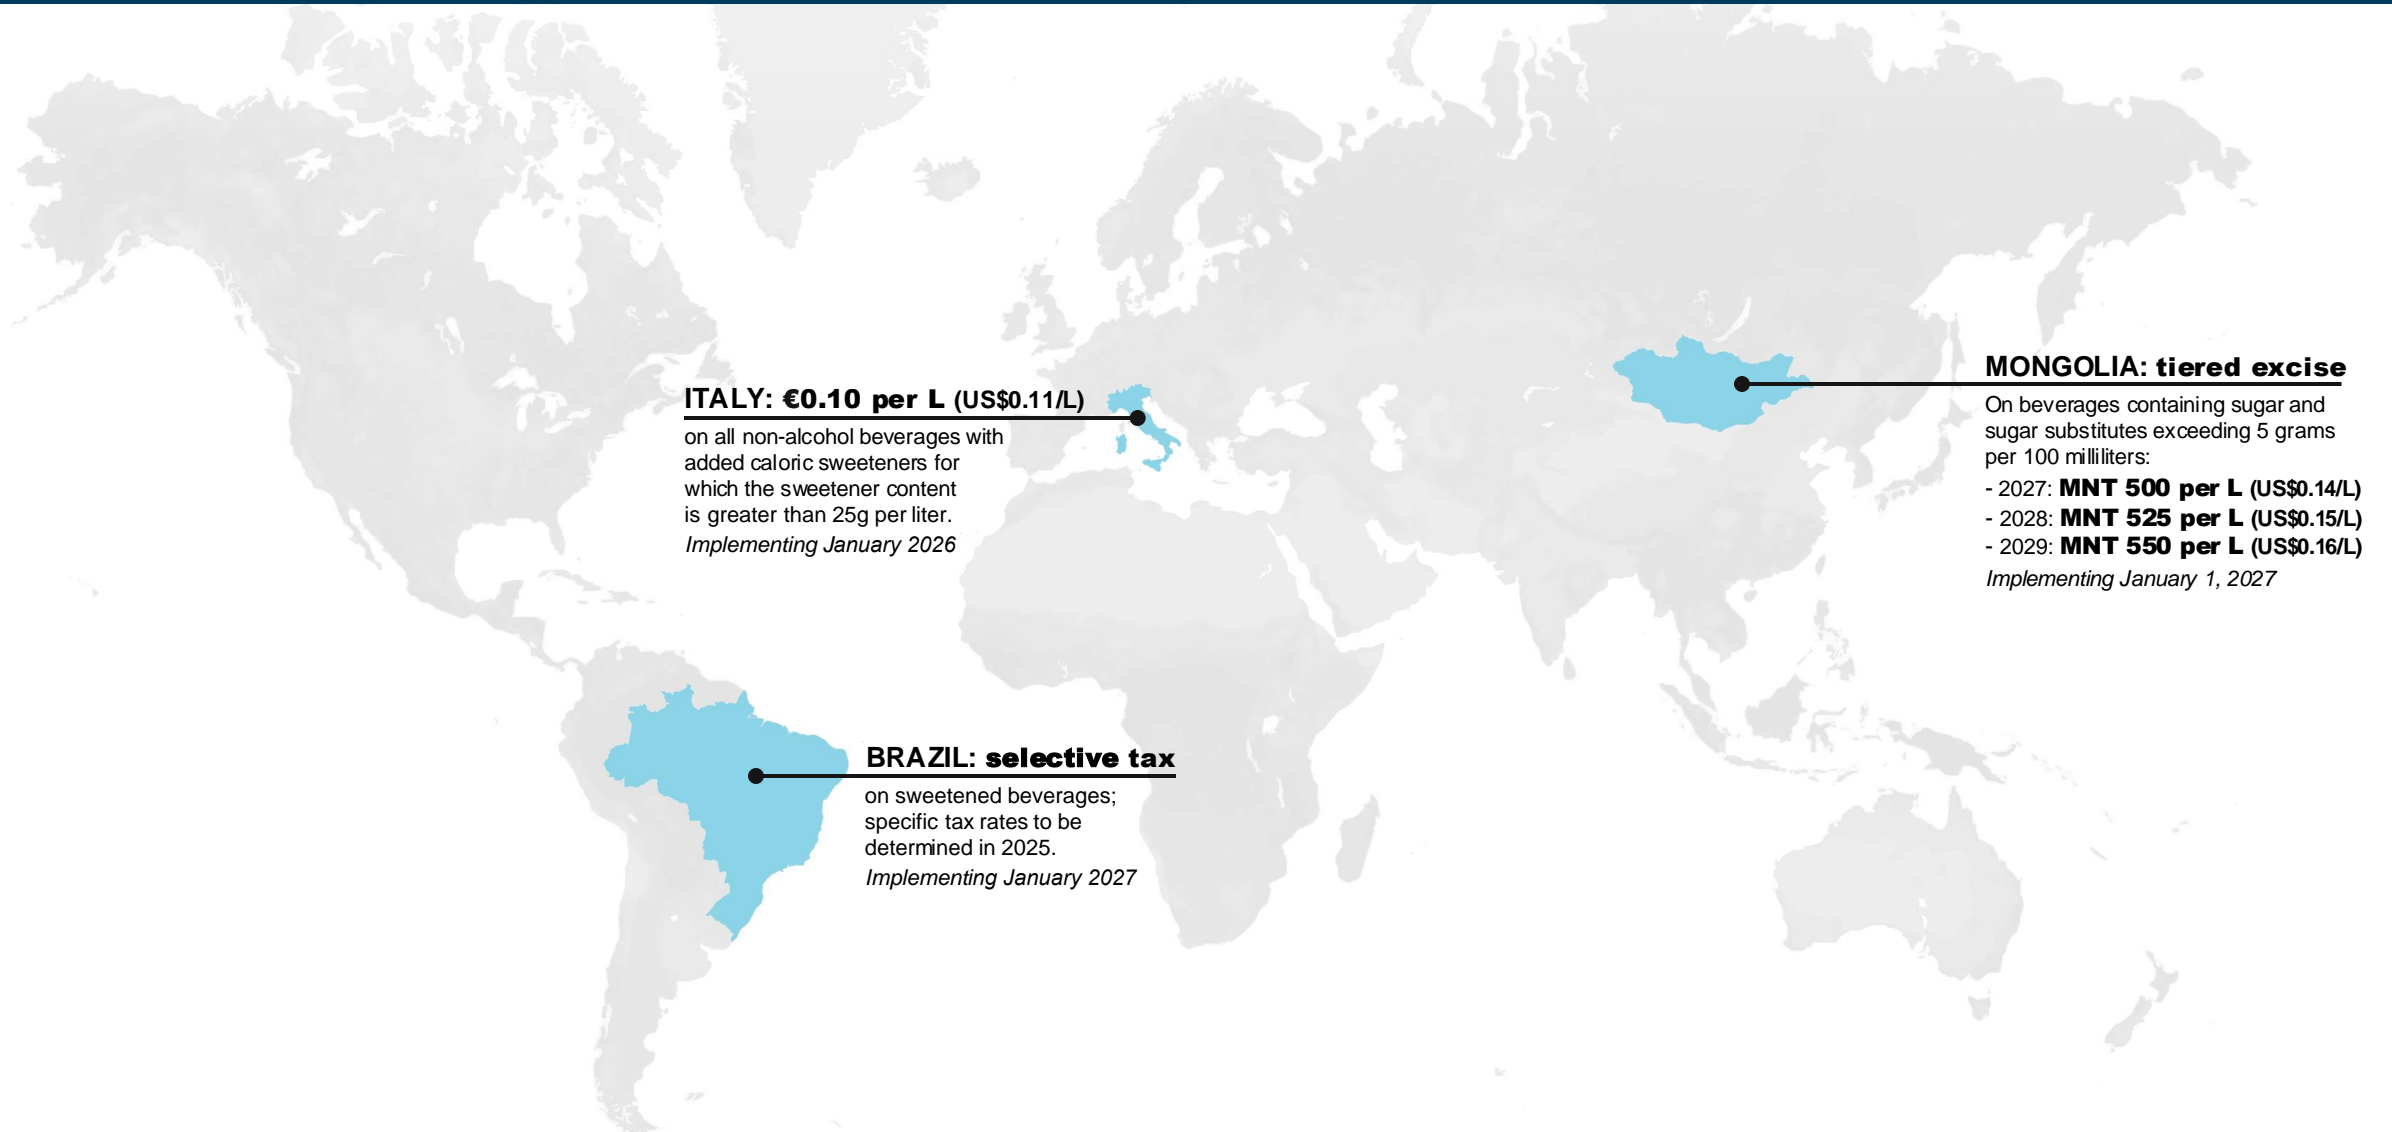 ITALY: €0.10 per L (US$0.11/L)
on all non-alcohol beverages with
added caloric sweeteners for
which the sweetener content
is greater than 25g per liter.
Implementing January 2026
MONGOLIA: tiered excise
On beverages containing sugar and
sugar substitutes exceeding 5 grams
per 100 milliliters:
- 2027: MNT 500 per L (US$0.14/L)
- 2028: MNT 525 per L (US$0.15/L)
- 2029: MNT 550 per L (US$0.16/L)
Implementing January 1, 2027
BRAZIL: selective tax
on sweetened beverages;
specific tax rates to be
determined in 2025.
Implementing January 2027